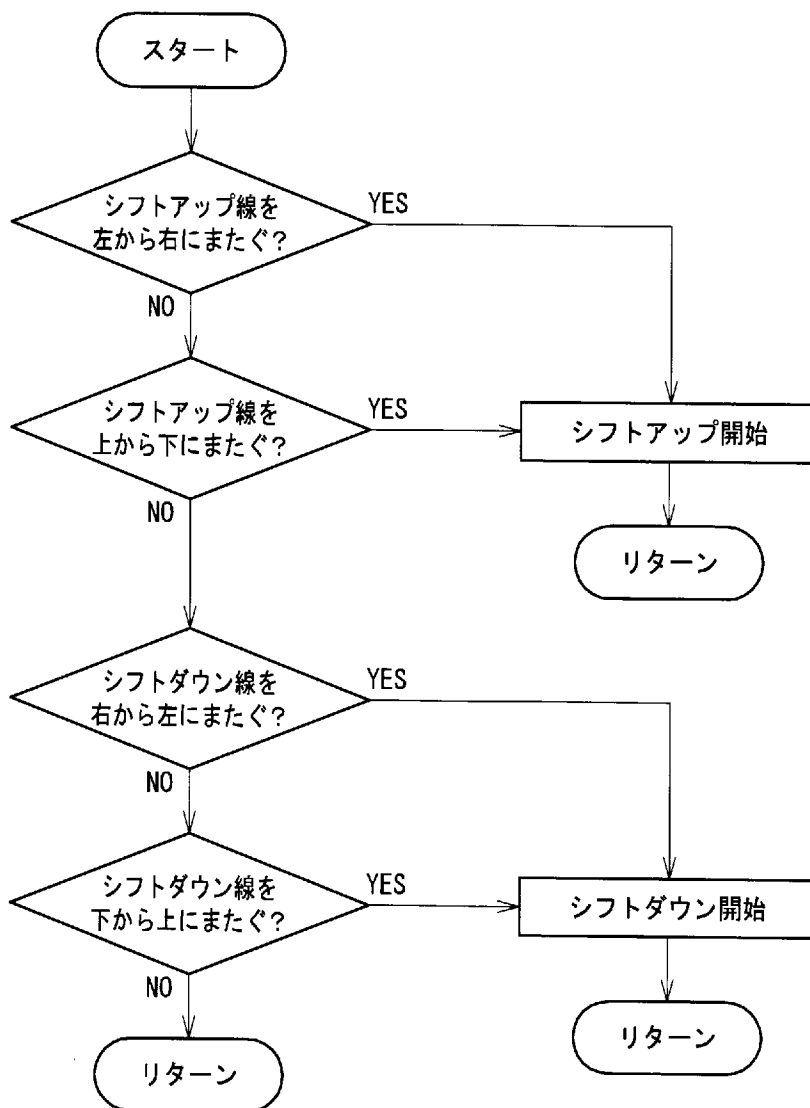 スタート
シフトアップ線を
左から右にまたぐ?
YES
NO
シフトアップ線を
上から下にまたぐ?
YES
シフトアップ開始
NO
リターン
シフトダウン線を
右から左にまたぐ?
YES
NO
シフトダウン線を
下から上にまたぐ?
YES
シフトダウン開始
NO
リターン
リターン